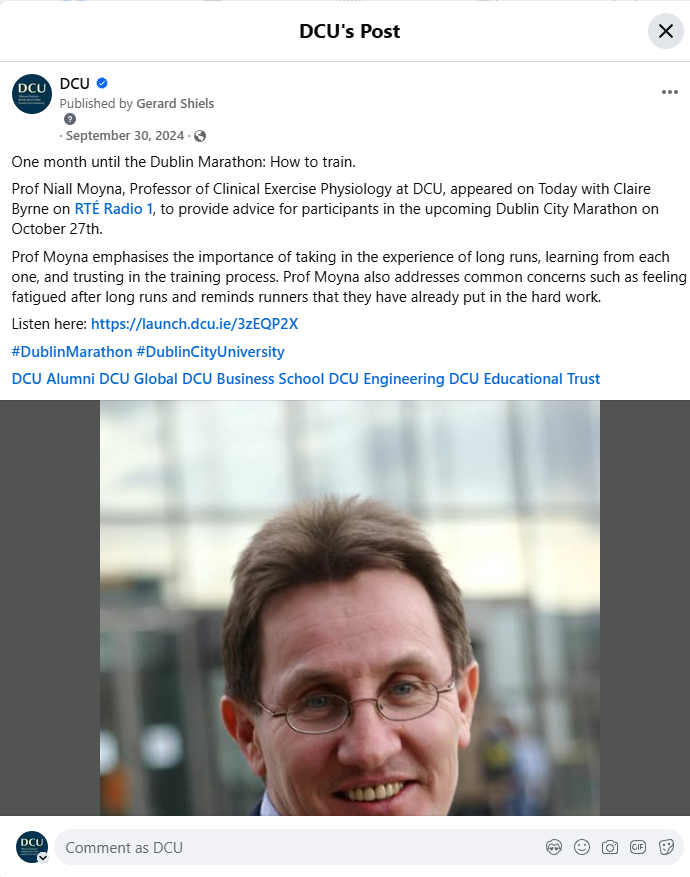 DCU's Post
DCU
DCU
Published by Gerard Shiels
· September 30, 2024 ·
One month until the Dublin Marathon: How to train.
Prof Niall Moyna, Professor of Clinical Exercise Physiology at DCU, appeared on Today with Claire
Byrne on RTÉ Radio 1, to provide advice for participants in the upcoming Dublin City Marathon on
October 27th.
Prof Moyna emphasises the importance of taking in the experience of long runs, learning from each
one, and trusting in the training process. Prof Moyna also addresses common concerns such as feeling
fatigued after long runs and reminds runners that they have already put in the hard work.
Listen here: https://launch.dcu.ie/3zEQP2X
#DublinMarathon #DublinCityUniversity
DCU Alumni DCU Global DCU Business School DCU Engineering DCU Educational Trust
DCU
Comment as DCU
GIF